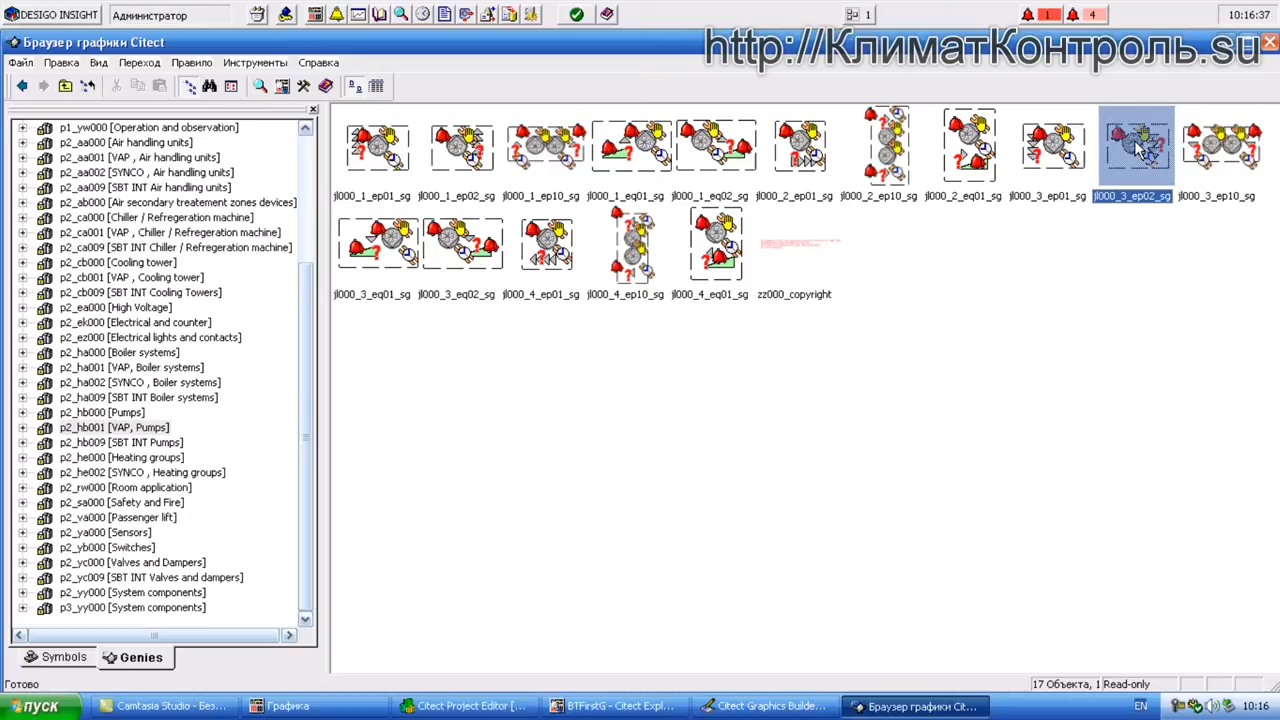 DESIGO INSIGHT
Администратор
1
1
4
10:16:37
Браузер графики Citect
http://КлиматКонтроль.su
Файл Правка Вид Переход Правило Инструменты Справка
p1_yw000 [Operation and observation)
p2_aa000 [Air handling units]
p2_aa001 [VAP , Air handling units]
p2_aa002 [SYNCO , Air handling units]
p2_aa009 [SBT INT Air handling units]
p2_ab000 [Air secondary treatement zones devices]
p2_ca000 [Chiller / Refregeration machine]
p2_ca001 [VAP , Chiller / Refregeration machine]
p2_ca009 [SBT INT Chiller / Refregeration machine]
p2_cb000 [Cooling tower]
p2_cb001 [VAP , Cooling tower]
p2_cb009 [SBT INT Cooling Towers]
p2_ea000 [High Voltage]
p2_ek000 [Electrical and counter]
p2_ez000 [Electrical lights and contacts]
p2_ha000 [Boiler systems]
p2_ha001 [VAP, Boiler systems]
p2_ha002 [SYNCO , Boiler systems]
p2_ha009 [SBT INT Boiler systems]
p2_hb000 [Pumps]
p2_hb001 [VAP, Pumps]
p2_hb009 [SBT INT Pumps]
p2_he000 [Heating groups]
p2_he002 [SYNCO , Heating groups]
p2_rw000 [Room application]
p2_sa000 [Safety and Fire]
p2_va000 [Passenger lift]
p2_ya000 [Sensors]
p2_yb000 [Switches]
p2_yc000 [Valves and Dampers]
p2_yc009 [SBT INT Valves and dampers]
p2_yy000 [System components]
p3_yy000 [System components]
Symbols Genies
jl000_1_ep01_sg jl000_1_ep02_sg jl000_1_ep10_sg jl000_1_eq01_sg jl000_1_eq02_sg jl000_2_ep01_sg jl000_2_ep10_sg jl000_2_eq01_sg jl000_3_ep01_sg jl000_3_ep02_sg jl000_3_ep10_sg
jl000_3_eq01_sg jl000_3_eq02_sg jl000_4_ep01_sg jl000_4_ep10_sg jl000_4_eq01_sg zz000_copyright
Готово
17 Объекта, 1 Read-only
пуск
Camtasia Studio - Без...
Графика
Citect Project Editor [...
BTFirstG - Citect Expl...
Citect Graphics Builde...
Браузер графики Cit...
EN
10:16